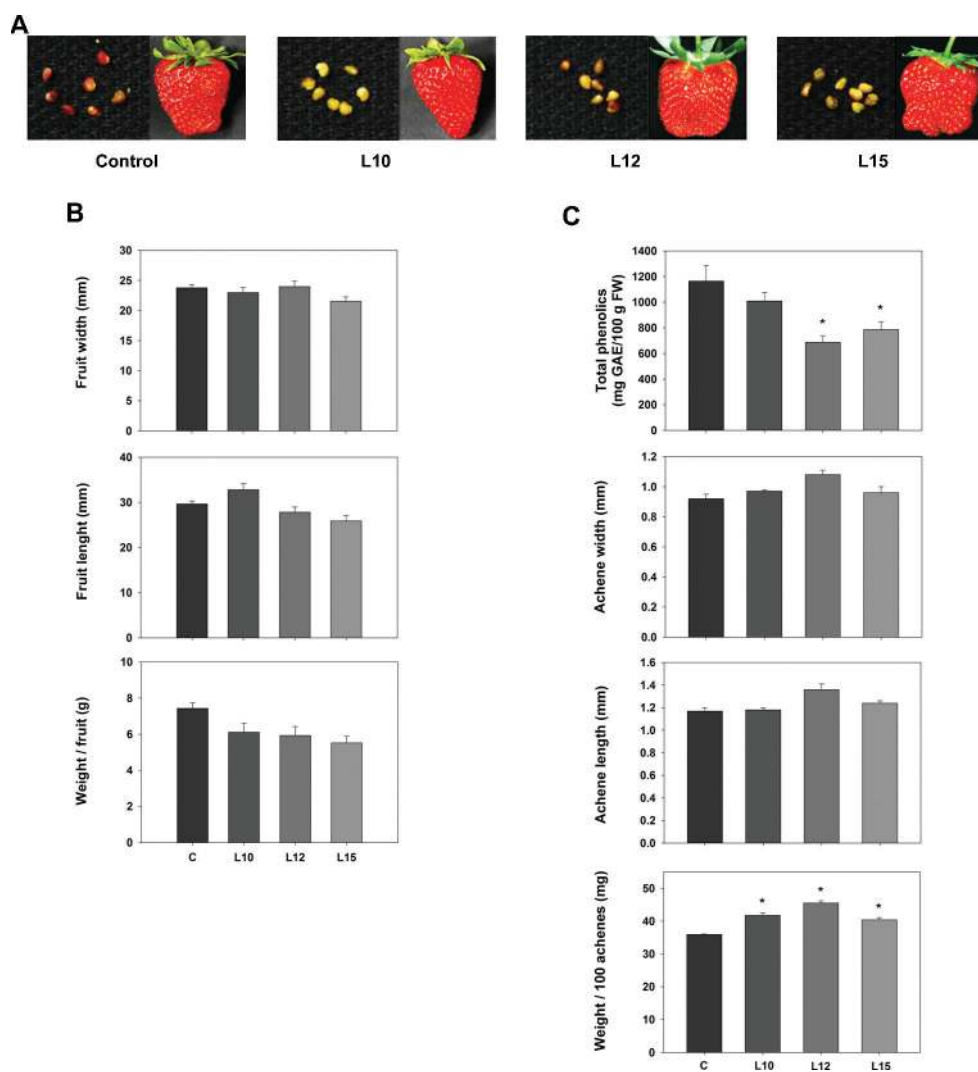 A
Control
L10
L12
L15
B
30
25
20
15
10
5
0
Fruit width (mm)
40
30
20
10
0
Fruit lenght (mm)
10
8
6
4
2
0
Weight / fruit (g)
C
L10
L12
L15
C
1400
1200
1000
800
600
400
200
0
Total phenolics
(mg GAE/100 g FW)
*
*
1.2
1.0
0.8
0.6
0.4
0.2
0.0
Achene width (mm)
1.6
1.4
1.2
1.0
0.8
0.6
0.4
0.2
0.0
Achene length (mm)
50
40
30
20
10
0
Weight / 100 achenes (mg)
*
*
*
C
L10
L12
L15